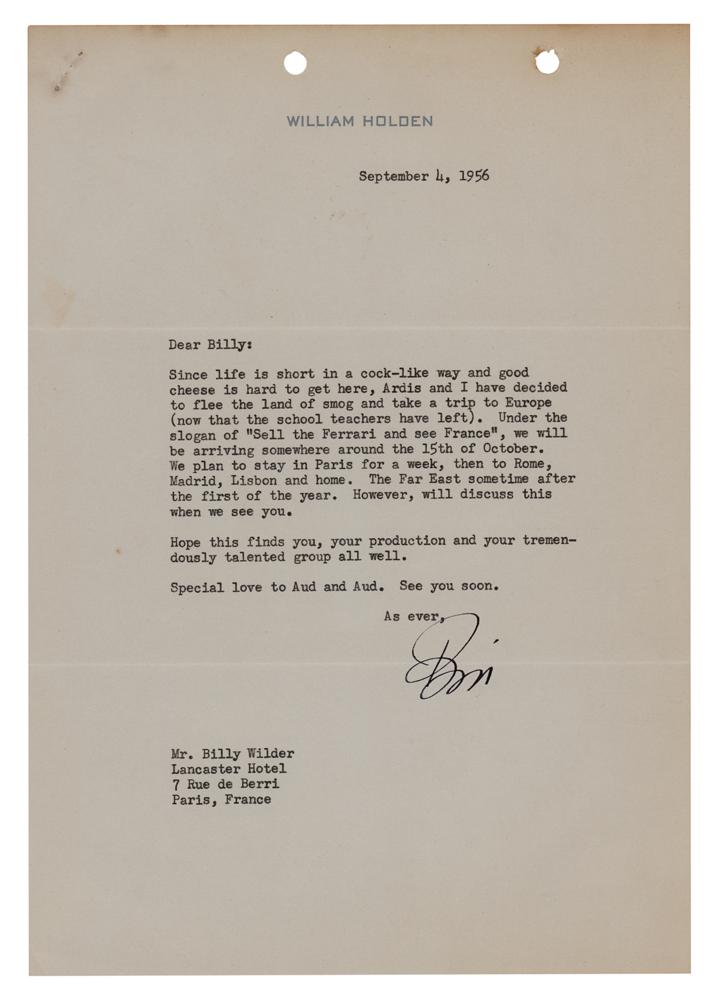 WILLIAM HOLDEN
September 4, 1956
Dear Billy:
Since life is short in a cock-like way and good
cheese is hard to get here, Ardis and I have decided
to flee the land of smog and take a trip to Europe
(now that the school teachers have left).  Under the
slogan of "Sell the Ferrari and see France", we will
be arriving somewhere around the 15th of October.
We plan to stay in Paris for a week, then to Rome,
Madrid, Lisbon and home.  The Far East sometime after
the first of the year.  However, will discuss this
when we see you.
Hope this finds you, your production and your tremen-
dously talented group all well.
Special love to Aud and Aud.  See you soon.
As ever,
Bill
Mr. Billy Wilder
Lancaster Hotel
7 Rue de Berri
Paris, France